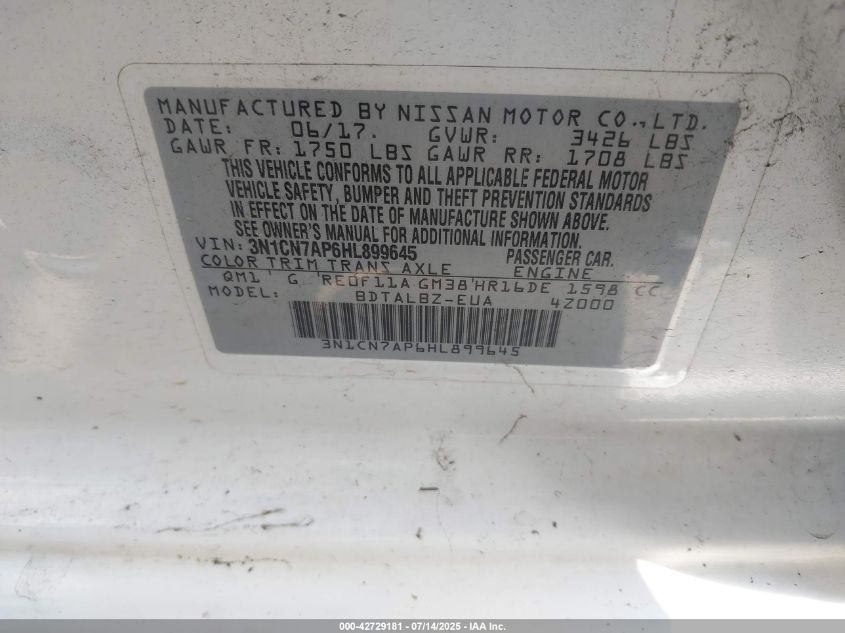 MANUFACTURED BY NISSAN MOTOR CO.,LTD.
DATE: 06/17. GVWR: 3426 LBS
GAWR FR: 1750 LBS GAWR RR: 1708 LBS
THIS VEHICLE CONFORMS TO ALL APPLICABLE FEDERAL MOTOR
VEHICLE SAFETY, BUMPER AND THEFT PREVENTION STANDARDS
IN EFFECT ON THE DATE OF MANUFACTURE SHOWN ABOVE.
SEE OWNER'S MANUAL FOR ADDITIONAL INFORMATION.
VIN: 3N1CN7AP6HL899645 PASSENGER CAR.
COLOR TRIM TRANS AXLE ENGINE
QM1 ' G ' RE0F11A GM38'HR16DE 1598 CC
MODEL: BDTALBZ-EUA 4Z000
3N1CN7AP6HL899645
000-42729181 - 07/14/2025 - IAA Inc.